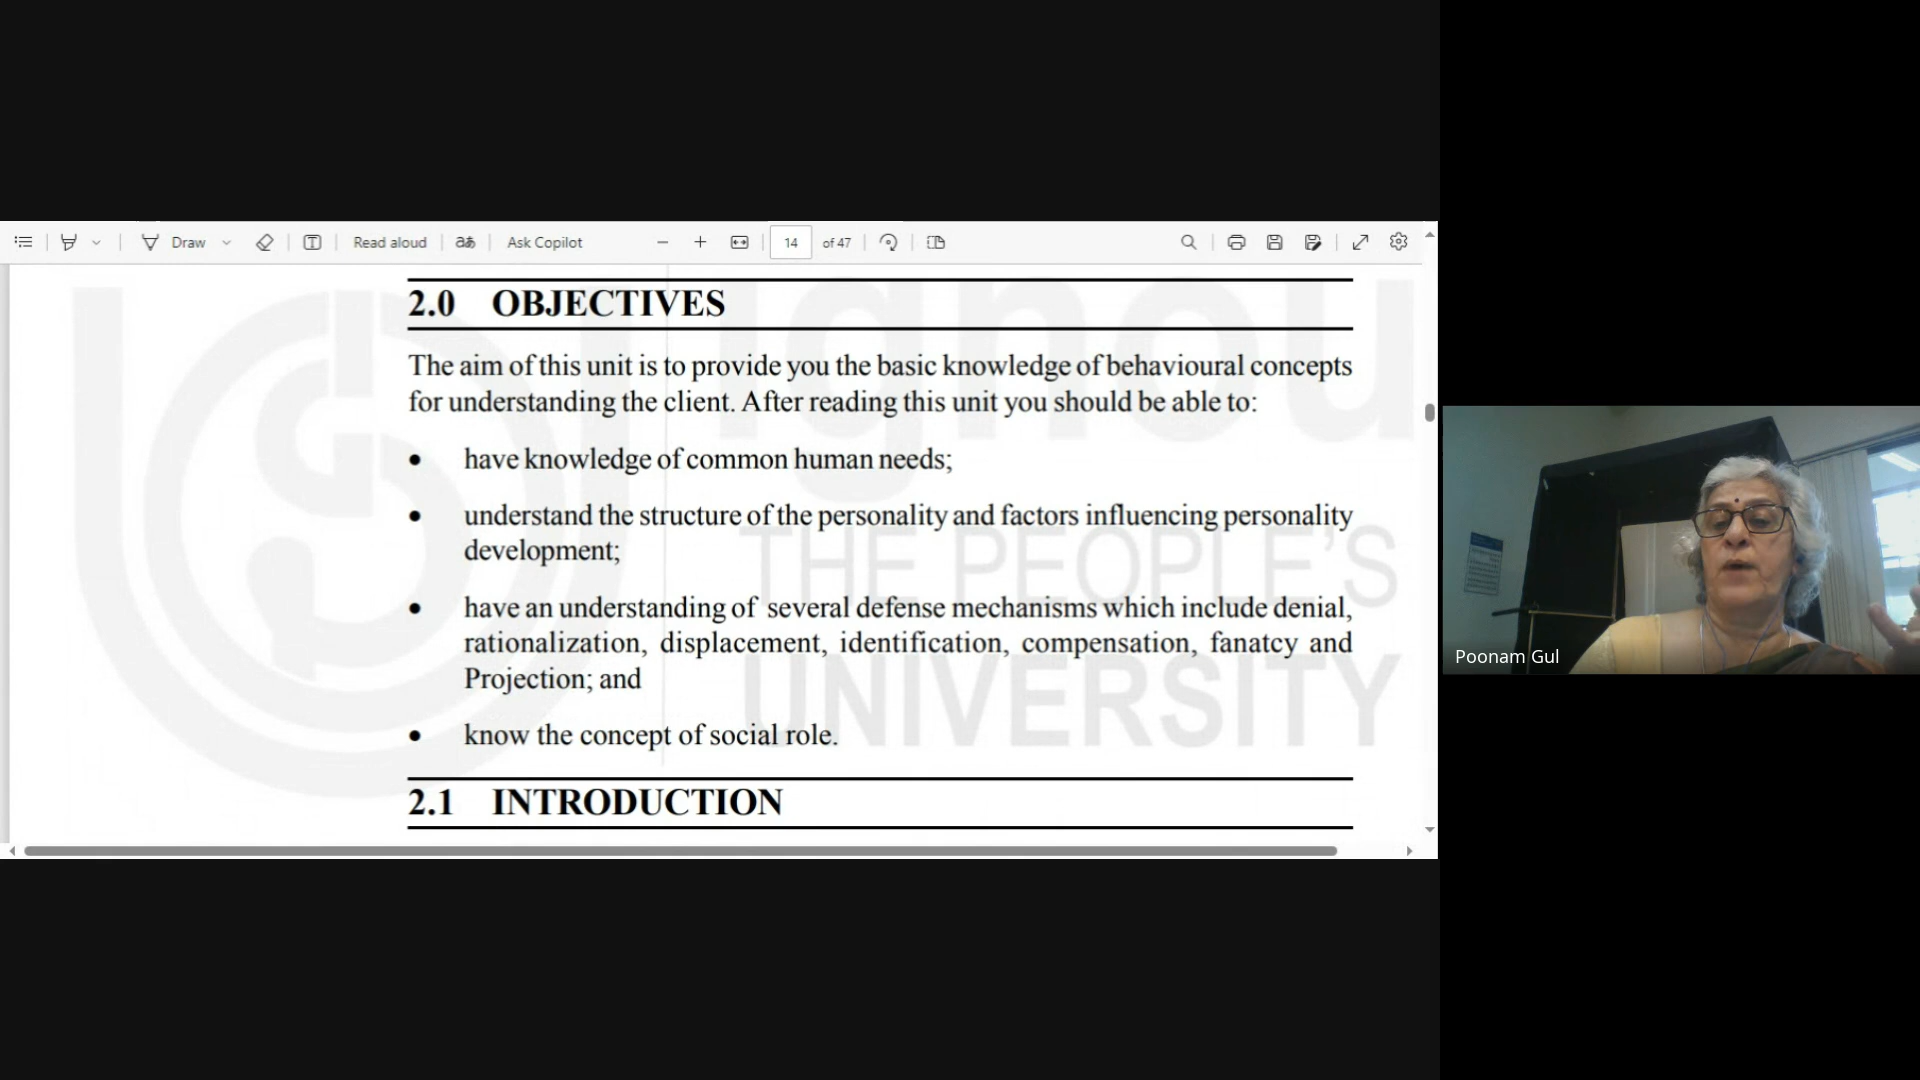 Draw
Read aloud
aあ
Ask Copilot
14
of 47
2.0 OBJECTIVES
The aim of this unit is to provide you the basic knowledge of behavioural concepts
for understanding the client. After reading this unit you should be able to:
• have knowledge of common human needs;
• understand the structure of the personality and factors influencing personality
development;
• have an understanding of several defense mechanisms which include denial,
rationalization, displacement, identification, compensation, fanatcy and
Projection; and
• know the concept of social role.
2.1 INTRODUCTION
ignou
THE PEOPLE'S
UNIVERSITY
Poonam Gul